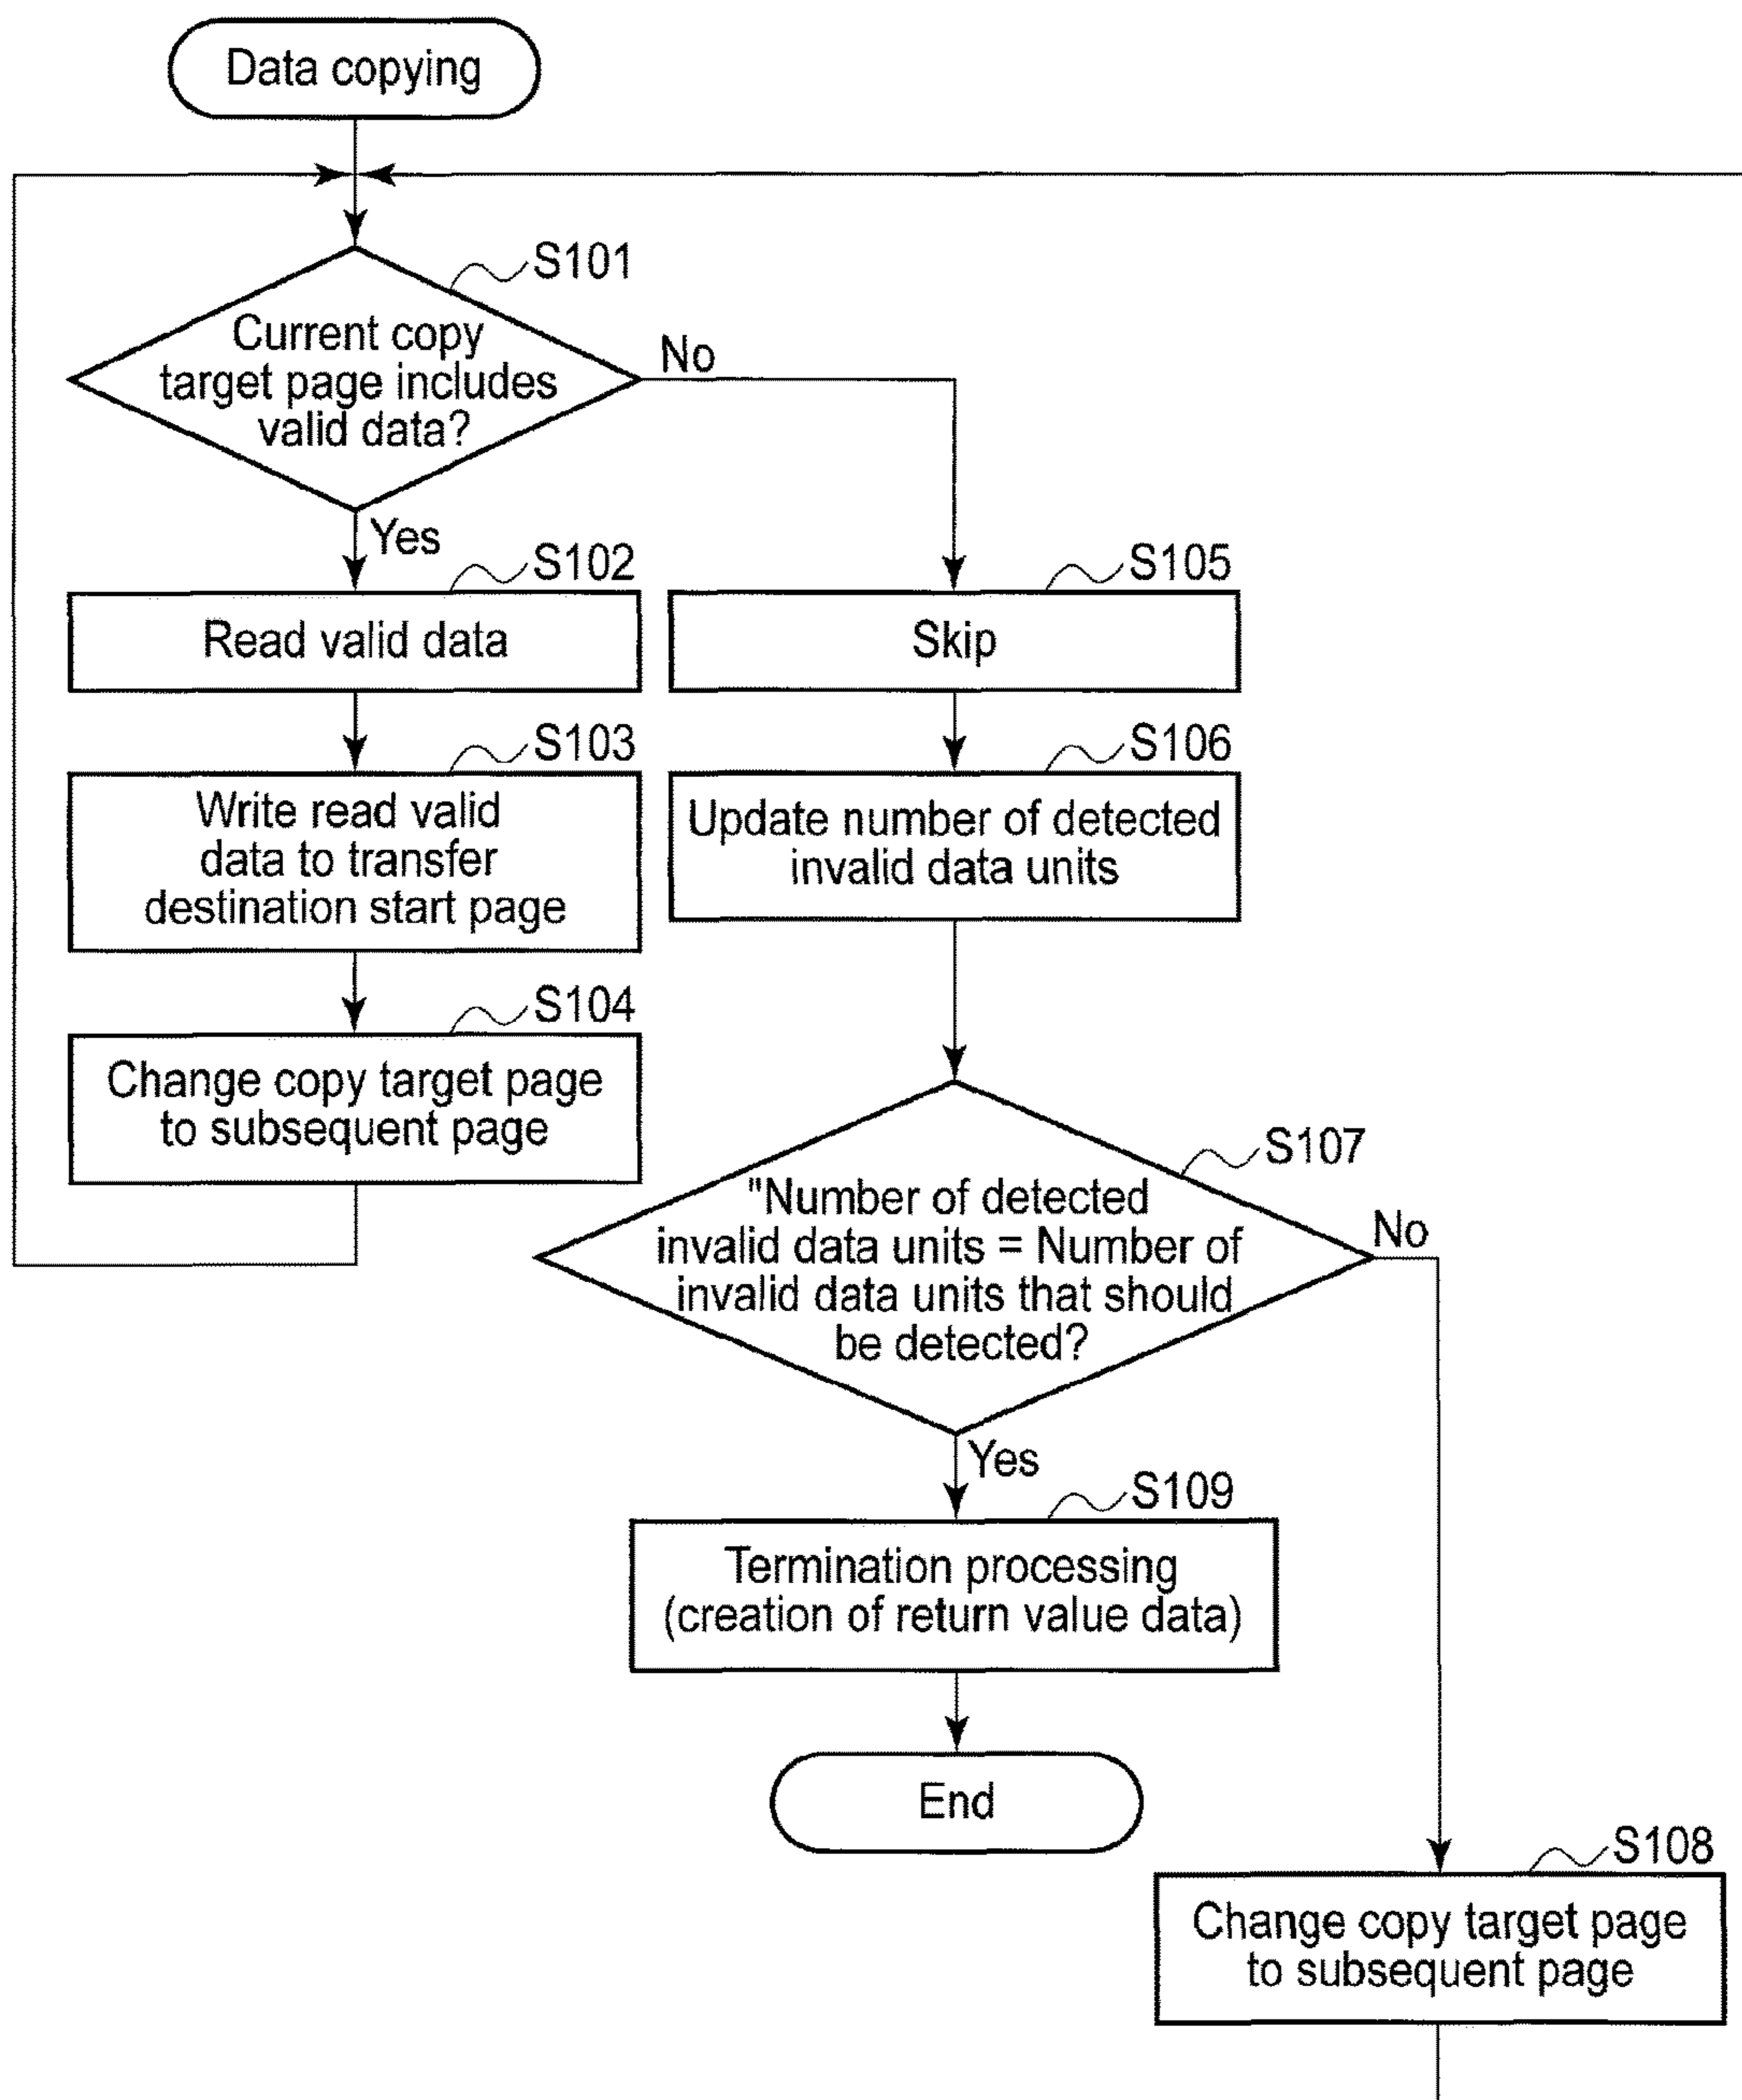 Data copying
S101
Current copy
target page includes
valid data?
No
Yes
S102
Read valid data
S105
Skip
S103
Write read valid
data to transfer
destination start page
S106
Update number of detected
invalid data units
S104
Change copy target page
to subsequent page
S107
"Number of detected
invalid data units = Number of
invalid data units that should
be detected?
No
Yes
S109
Termination processing
(creation of return value data)
End
S108
Change copy target page
to subsequent page